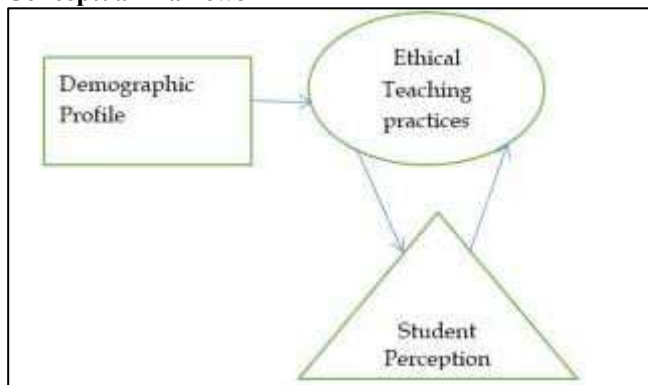 Demographic
Profile
Ethical
Teaching
practices
Student
Perception